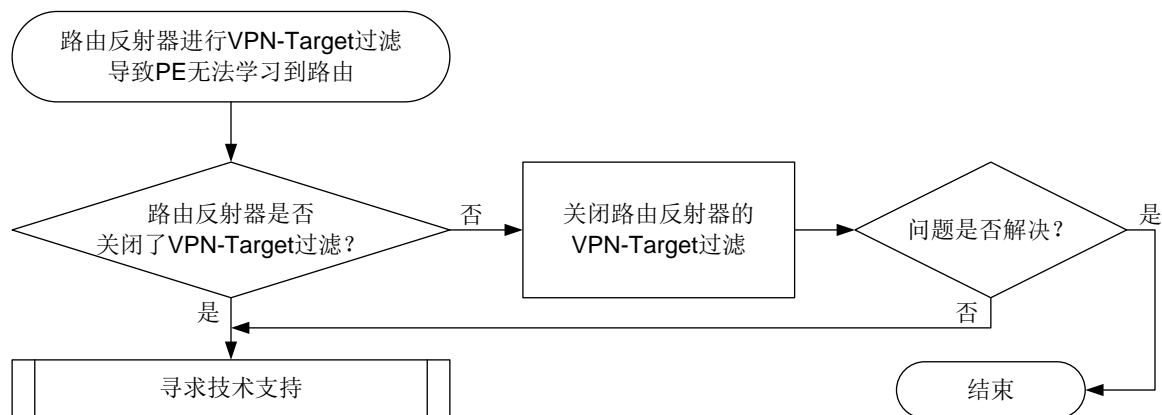 路由反射器进行VPN-Target过滤
导致PE无法学习到路由
路由反射器是否
关闭了VPN-Target过滤？
否
关闭路由反射器的
VPN-Target过滤
问题是否解决？
是
是
否
寻求技术支持
结束